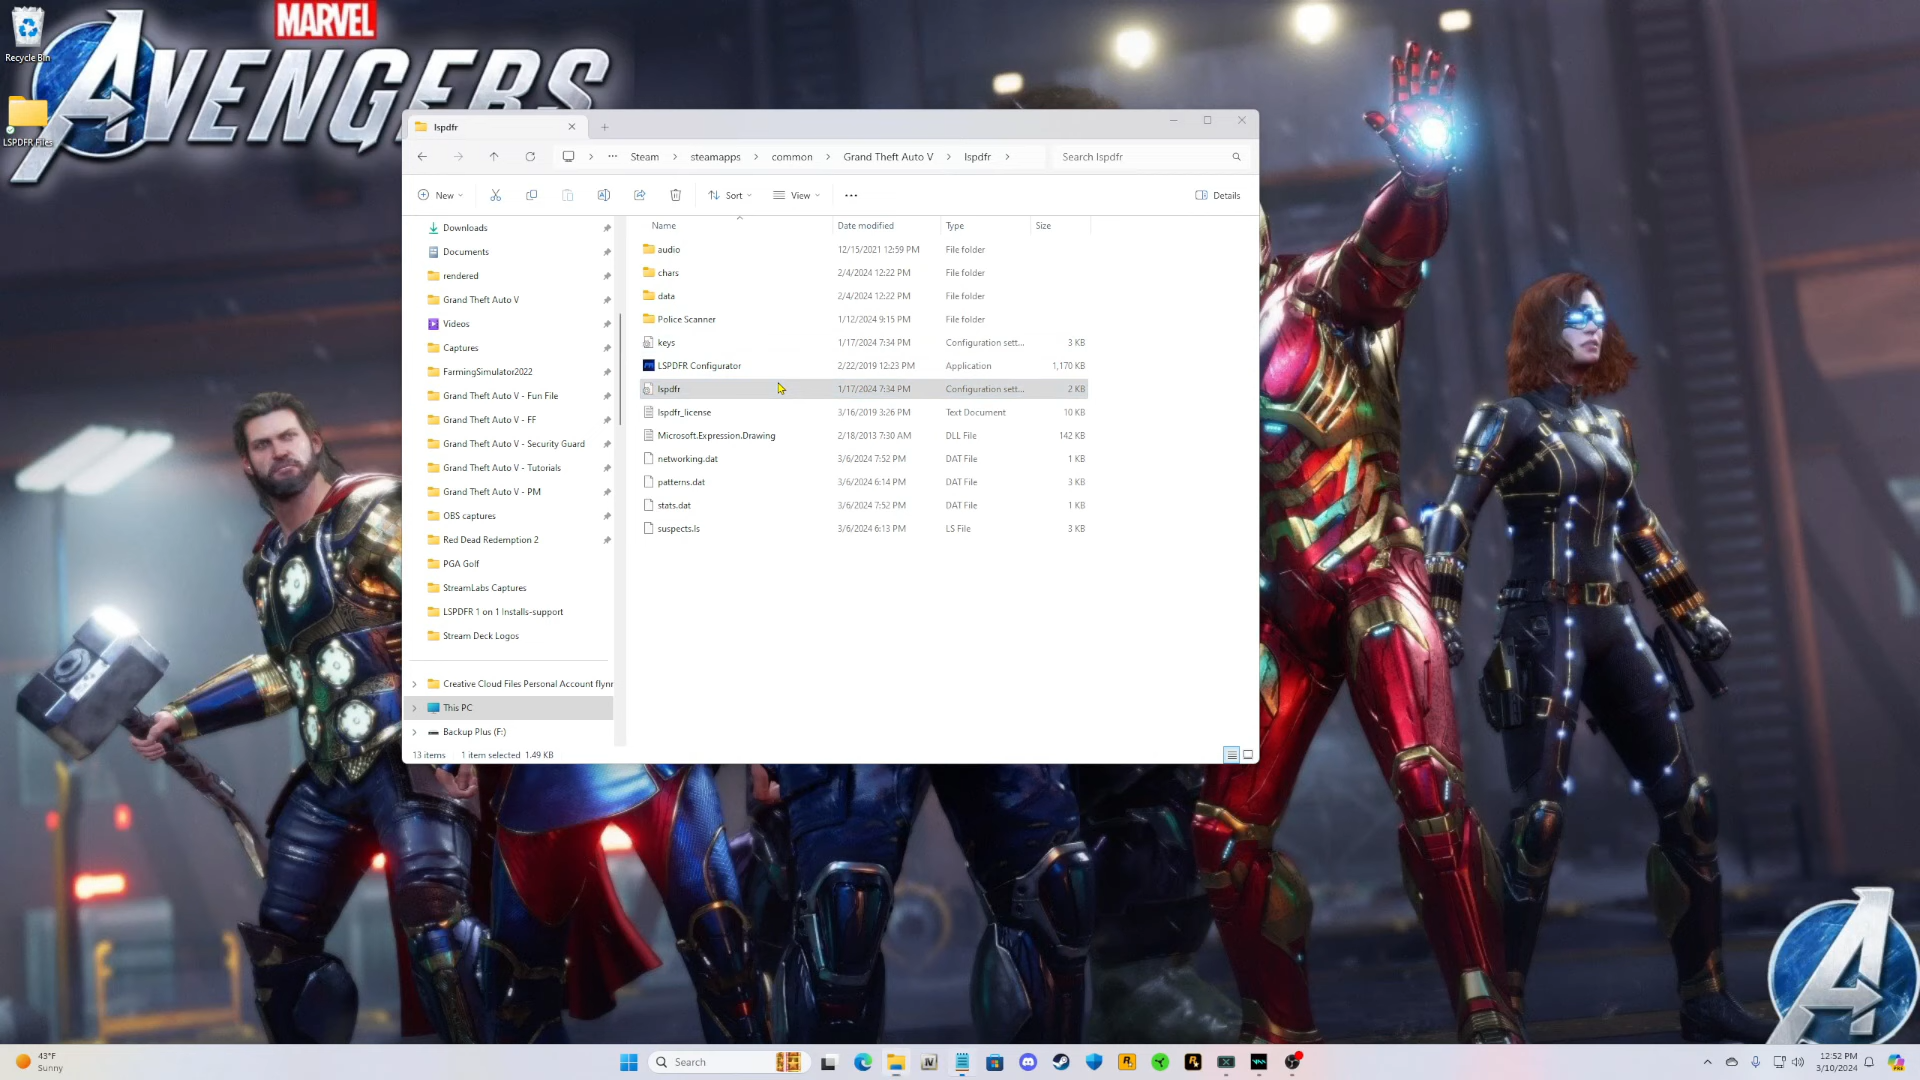 MARVEL
AVENGERS
Recycle Bin
LSPDFR Files
lspdfr
Steam
steamapps
common
Grand Theft Auto V
lspdfr
Search lspdfr
New
Sort
View
Details
Name Date modified Type Size
Downloads
Documents
rendered
Grand Theft Auto V
Videos
Captures
FarmingSimulator2022
Grand Theft Auto V - Fun File
Grand Theft Auto V - FF
Grand Theft Auto V - Security Guard
Grand Theft Auto V - Tutorials
Grand Theft Auto V - PM
OBS captures
Red Dead Redemption 2
PGA Golf
StreamLabs Captures
LSPDFR 1 on 1 Installs-support
Stream Deck Logos
Creative Cloud Files Personal Account flynn
This PC
Backup Plus (F:)
audio 12/15/2021 12:59 PM File folder
chars 2/4/2024 12:22 PM File folder
data 2/4/2024 12:22 PM File folder
Police Scanner 1/12/2024 9:15 PM File folder
keys 1/17/2024 7:34 PM Configuration sett... 3 KB
LSPDFR Configurator 2/22/2019 12:23 PM Application 1,170 KB
lspdfr 1/17/2024 7:34 PM Configuration sett... 2 KB
lspdfr_license 3/16/2019 3:26 PM Text Document 10 KB
Microsoft.Expression.Drawing 2/18/2013 7:30 AM DLL File 142 KB
networking.dat 3/6/2024 7:52 PM DAT File 1 KB
patterns.dat 3/6/2024 6:14 PM DAT File 3 KB
stats.dat 3/6/2024 7:52 PM DAT File 1 KB
suspects.ls 3/6/2024 6:13 PM LS File 3 KB
13 items 1 item selected 1.49 KB
43°F
Sunny
Search
12:52 PM
3/10/2024